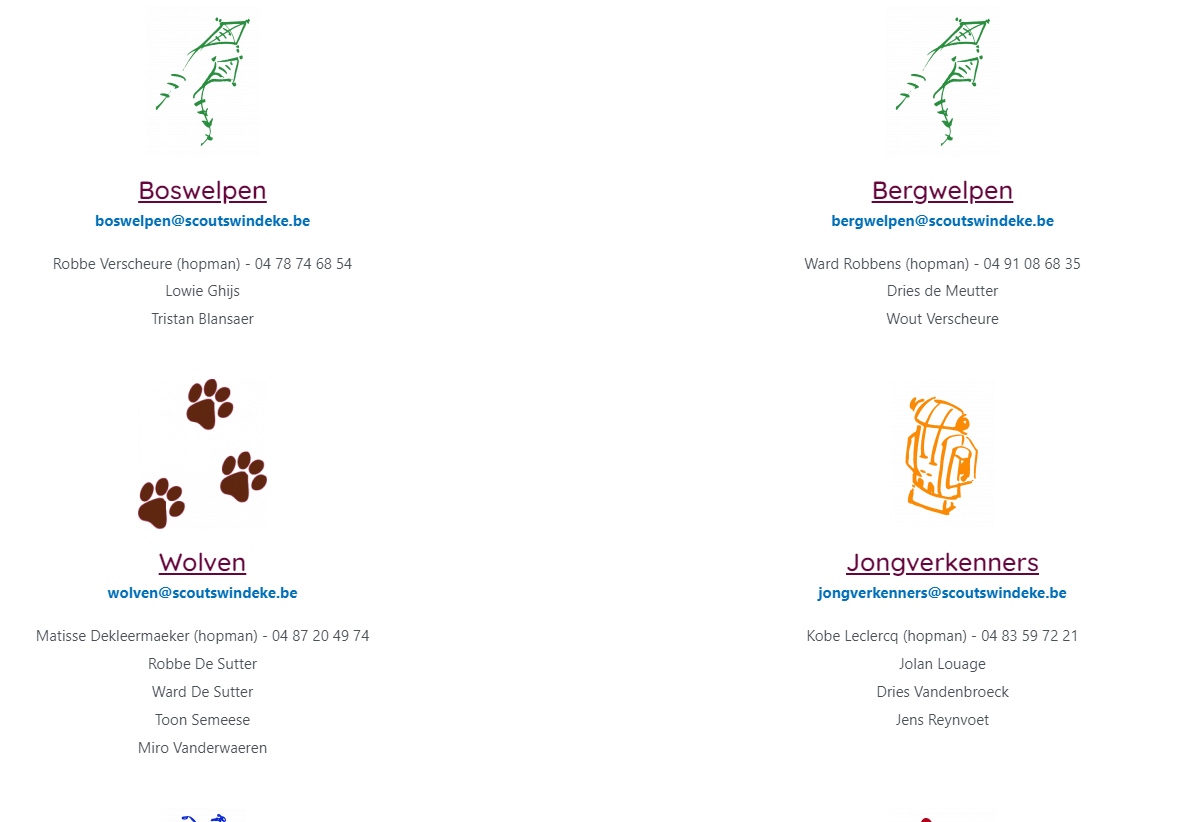 Boswelpen
boswelpen@scoutswindeke.be
Robbe Verscheure (hopman) - 04 78 74 68 54
Lowie Ghijs
Tristan Blansaer
Bergwelpen
bergwelpen@scoutswindeke.be
Ward Robbens (hopman) - 04 91 08 68 35
Dries de Meutter
Wout Verscheure
Wolven
wolven@scoutswindeke.be
Matisse Dekleermaeker (hopman) - 04 87 20 49 74
Robbe De Sutter
Ward De Sutter
Toon Semeese
Miro Vanderwaeren
Jongverkenners
jongverkenners@scoutswindeke.be
Kobe Leclercq (hopman) - 04 83 59 72 21
Jolan Louage
Dries Vandenbroeck
Jens Reynvoet